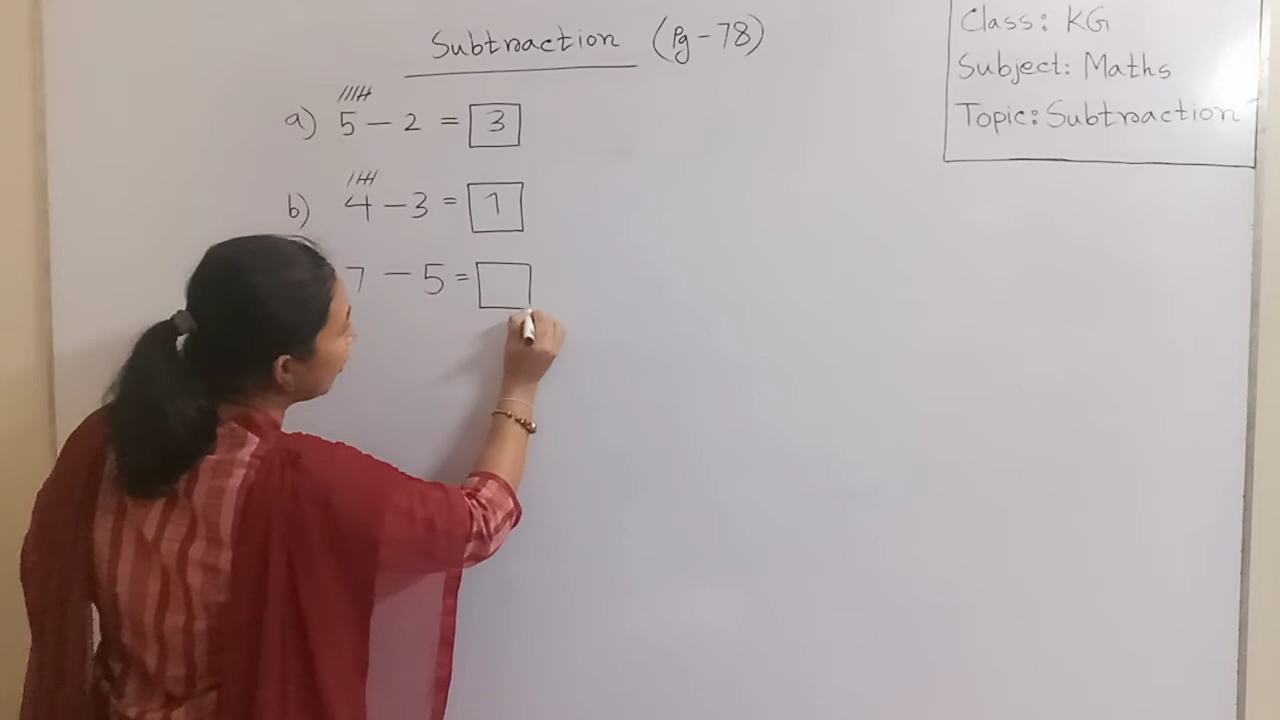 Subtraction (Pg-78)
Class: KG
Subject: Maths
Topic: Subtraction
a) 5 - 2 = 3
b) 4 - 3 = 1
7 - 5 =